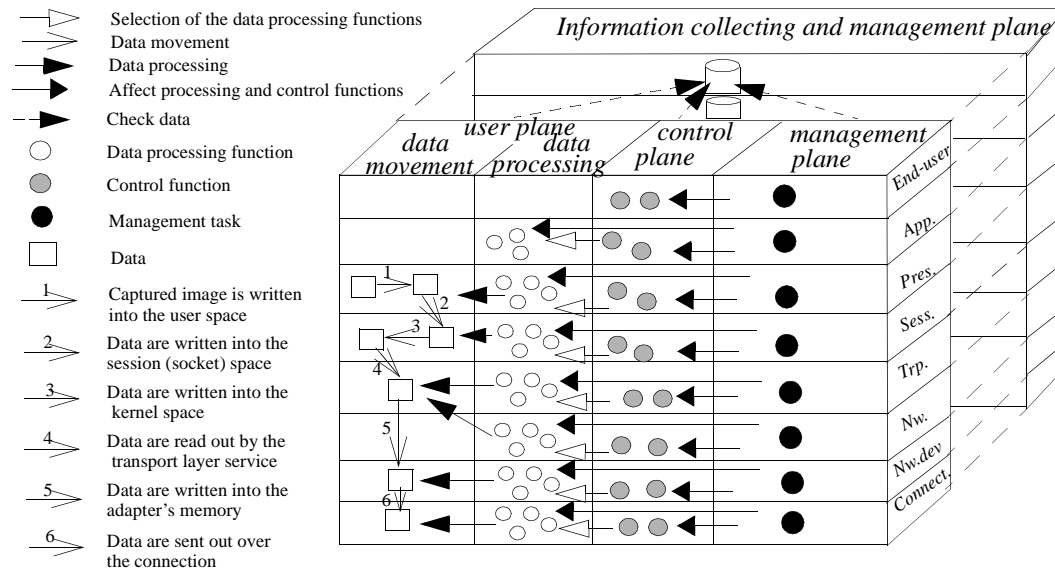 Selection of the data processing functions
Data movement
Data processing
Affect processing and control functions
Check data
Data processing function
Control function
Management task
Data
1
Captured image is written
into the user space
2
Data are written into the
session (socket) space
3
Data are written into the
kernel space
4
Data are read out by the
transport layer service
5
Data are written into the
adapter's memory
6
Data are sent out over
the connection
Information collecting and management plane
user plane
data
movement
data
processing
control
plane
management
plane
End-user
App.
Pres.
Sess.
Trp.
Nw.
Nw.dev
Connect.
1
2
3
4
5
6